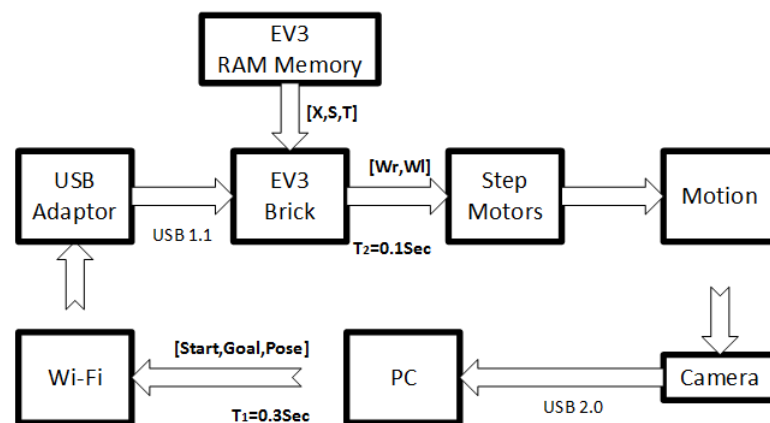 EV3
RAM Memory
[X,S,T]
USB
Adaptor
USB 1.1
EV3
Brick
[Wr,Wl]
T₂=0.1Sec
Step
Motors
Motion
Wi-Fi
[Start,Goal,Pose]
T₁=0.3Sec
PC
USB 2.0
Camera